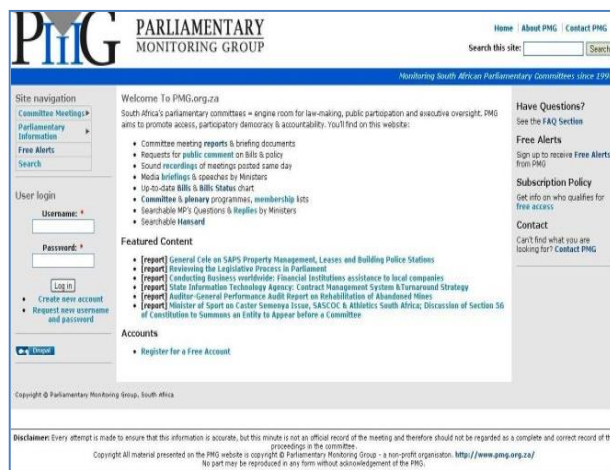 PMG PARLIAMENTARY
MONITORING GROUP
Home | About PMG | Contact PMG
Search this site: Search
Monitoring South African Parliamentary Committees since 199
Site navigation
Committee Meetings
Parliamentary
Information
Free Alerts
Search
User login
Username: *
Password: *
Log in
• Create new account
• Request new username
and password
Drupal
Welcome To PMG.org.za
South Africa's parliamentary committees = engine room for law-making, public participation and executive oversight. PMG
aims to promote access, participatory democracy & accountability. You'll find on this website:
• Committee meeting reports & briefing documents
• Requests for public comment on Bills & policy
• Sound recordings of meetings posted same day
• Media briefings & speeches by Ministers
• Up-to-date Bills & Bills Status chart
• Committee & plenary programmes, membership lists
• Searchable MP's Questions & Replies by Ministers
• Searchable Hansard
Featured Content
• [report] General Cele on SAPS Property Management, Leases and Building Police Stations
• [report] Reviewing the Legislative Process in Parliament
• [report] Conducting Business worldwide: Financial Institutions assistance to local companies
• [report] State Information Technology Agency: Contract Management System &Turnaround Strategy
• [report] Auditor-General Performance Audit Report on Rehabilitation of Abandoned Mines
• [report] Minister of Sport on Caster Semenya Issue, SASCOC & Athletics South Africa; Discussion of Section 56
of Constitution to Summons an Entity to Appear before a Committee
Accounts
• Register for a Free Account
Have Questions?
See the FAQ Section
Free Alerts
Sign up to receive Free Alerts
from PMG
Subscription Policy
Get info on who qualifies for
free access
Contact
Can't find what you are
looking for? Contact PMG
Copyright @ Parliamentary Monitoring Group, South Africa
Disclaimer: Every attempt is made to ensure that this information is accurate, but this minute is not an official record of the meeting and therefore should not be regarded as a complete and correct record of th
proceedings in the committee.
Copyright All material presented on the PMG website is copyright @ Parliamentary Monitoring Group - a non-profit organisation. http://www.pmg.org.za/
No part may be reproduced in any form without acknowledgement of the PMG.